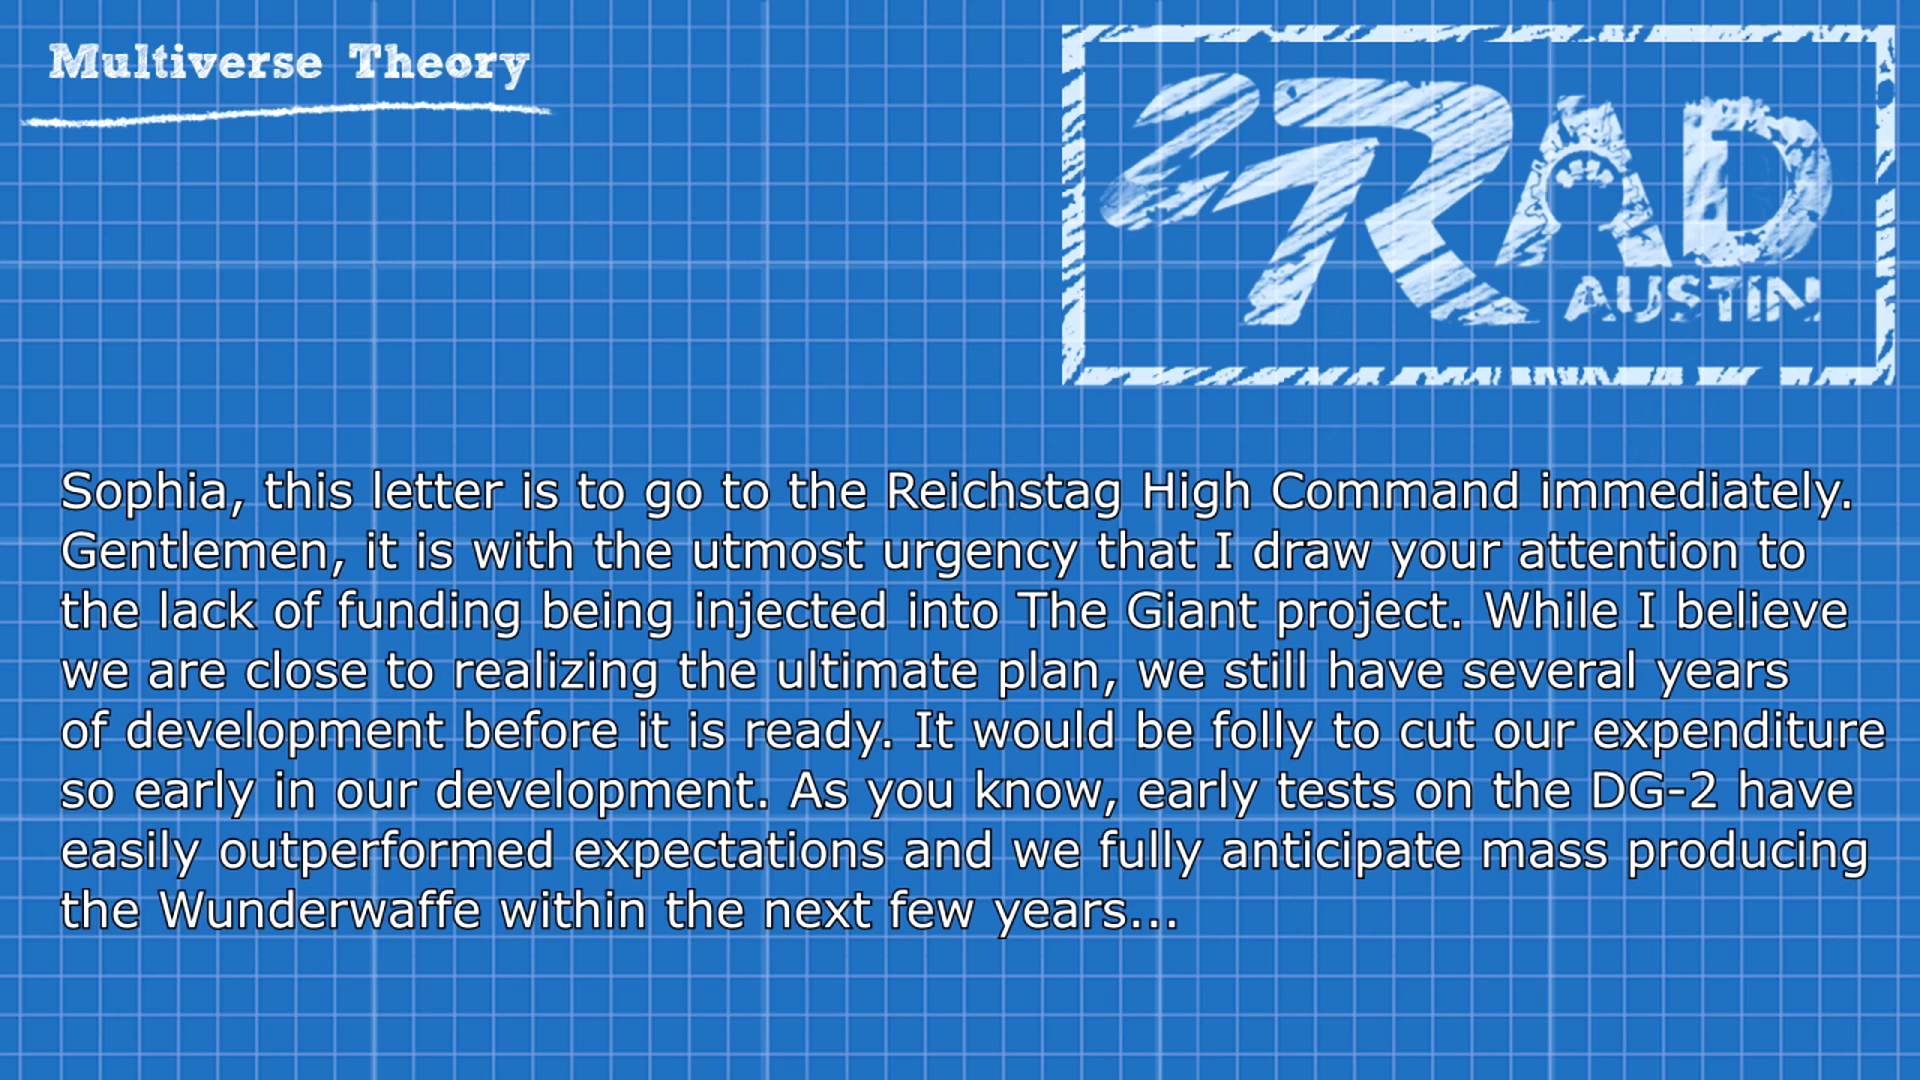 Multiverse Theory
RAD
AUSTIN
Sophia, this letter is to go to the Reichstag High Command immediately.
Gentlemen, it is with the utmost urgency that I draw your attention to
the lack of funding being injected into The Giant project. While I believe
we are close to realizing the ultimate plan, we still have several years
of development before it is ready. It would be folly to cut our expenditure
so early in our development. As you know, early tests on the DG-2 have
easily outperformed expectations and we fully anticipate mass producing
the Wunderwaffe within the next few years...